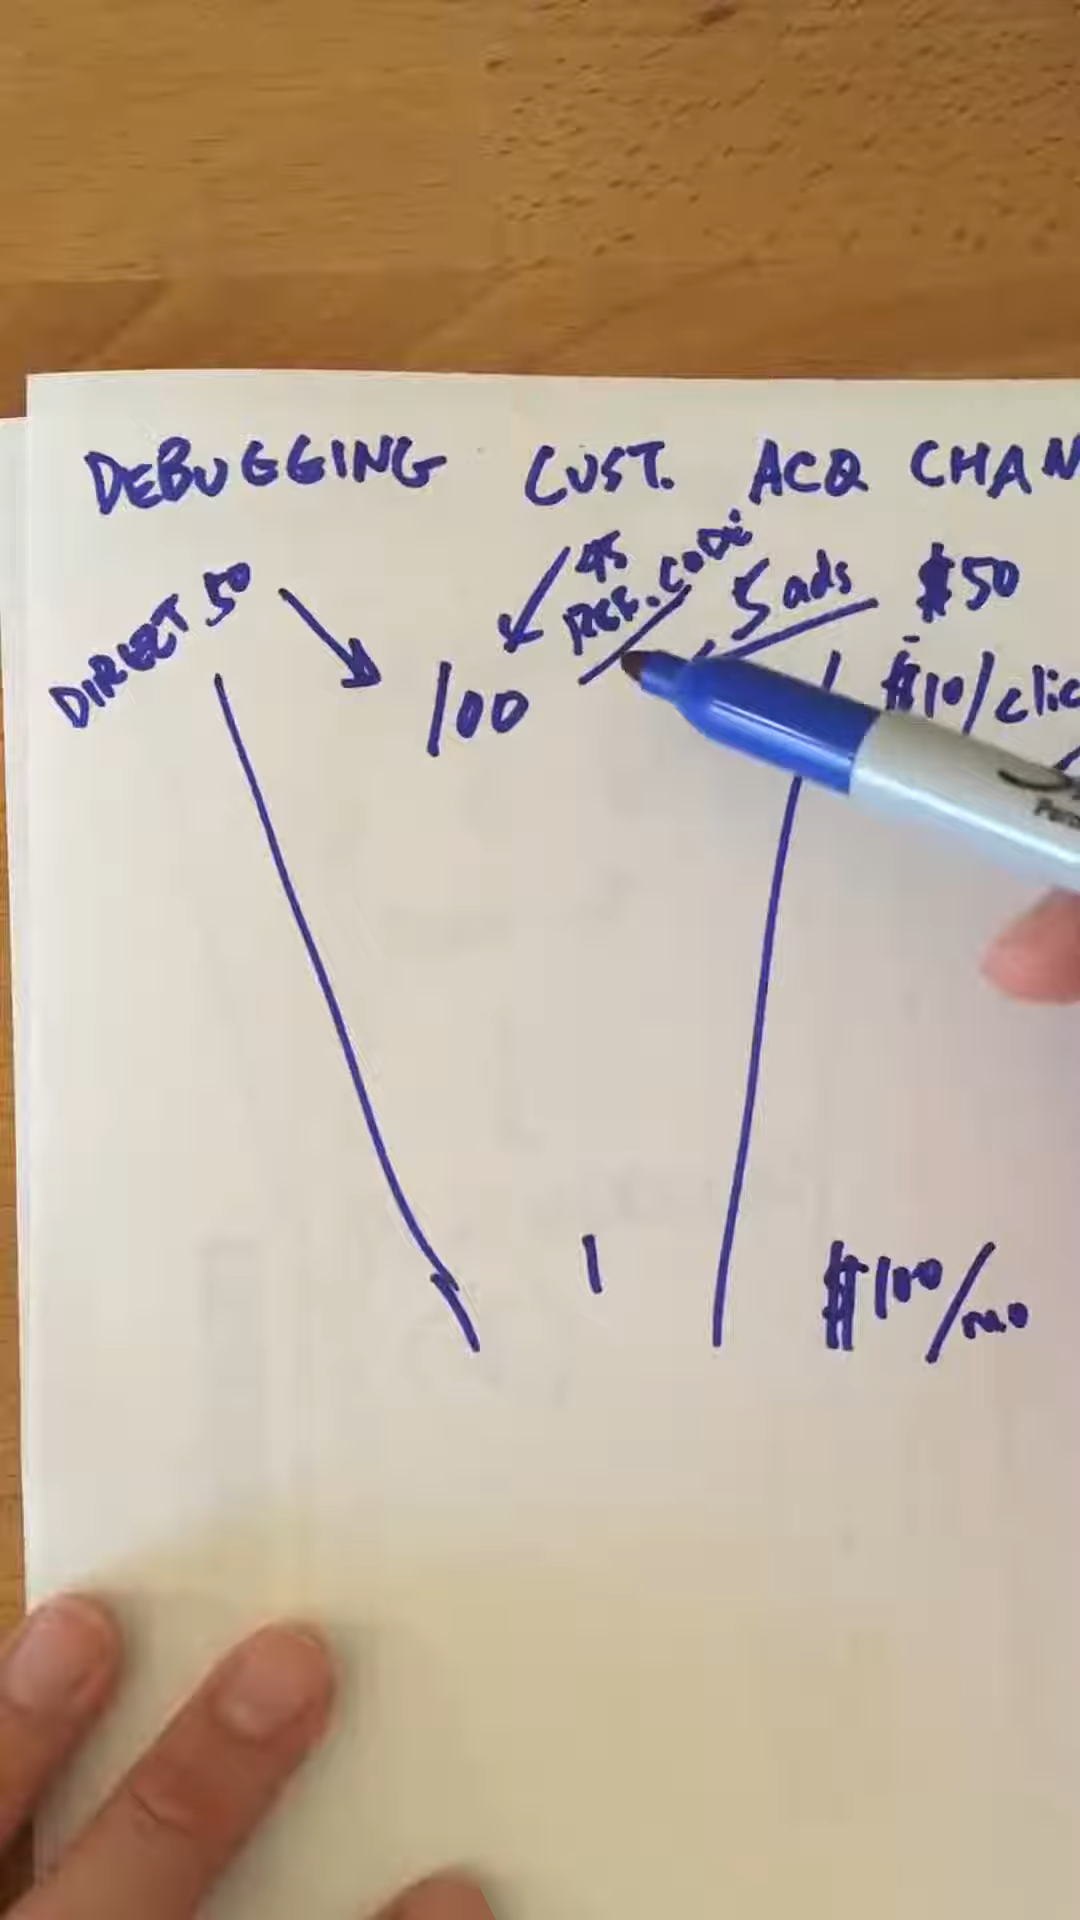 DEBUGGING CUST. ACQ CHAN
DIRECT 50
45
REF. CODE
5 ads
$50
$10/clic
100
1
$100/mo